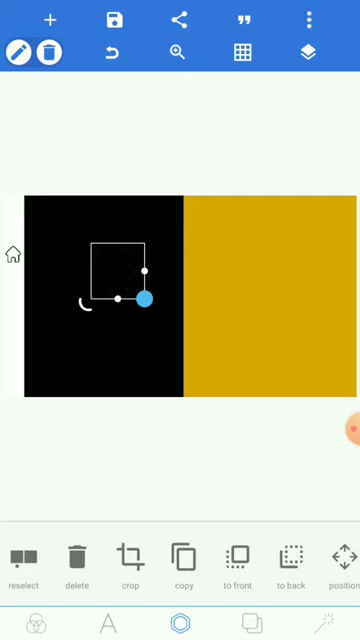 reselect
delete
crop
copy
to front
to back
position